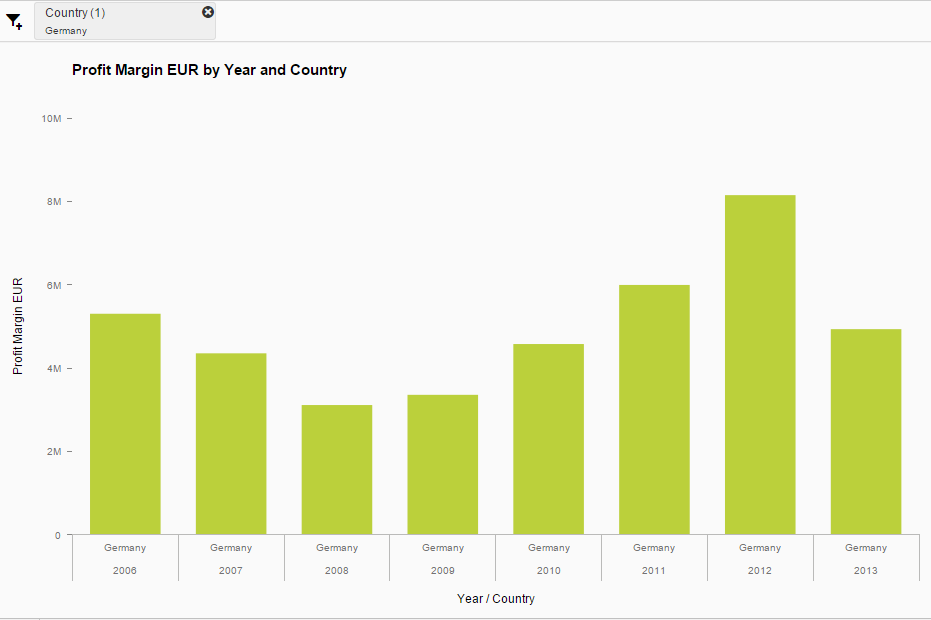 Country (1)
Germany
Profit Margin EUR by Year and Country
10M
8M
6M
4M
2M
0
Profit Margin EUR
Germany Germany Germany Germany Germany Germany Germany Germany
2006 2007 2008 2009 2010 2011 2012 2013
Year / Country